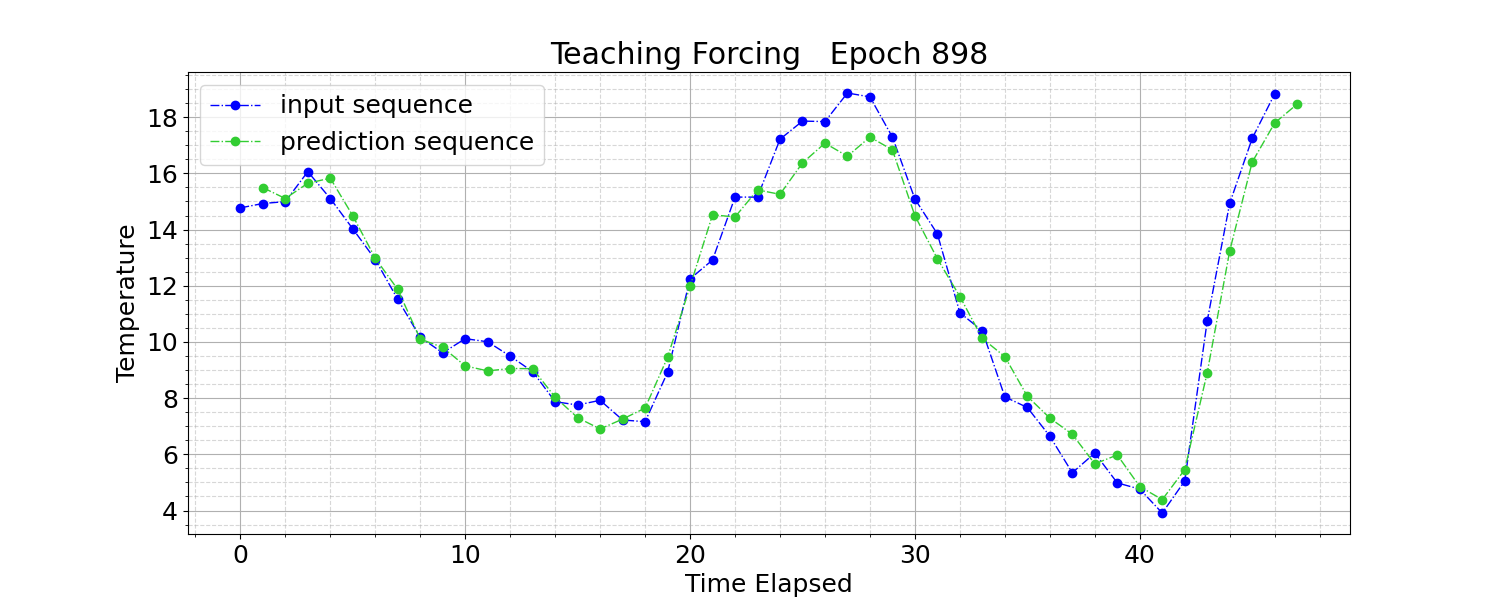 Teaching Forcing   Epoch 898
input sequence
prediction sequence
Temperature
18
16
14
12
10
8
6
4
0 10 20 30 40
Time Elapsed